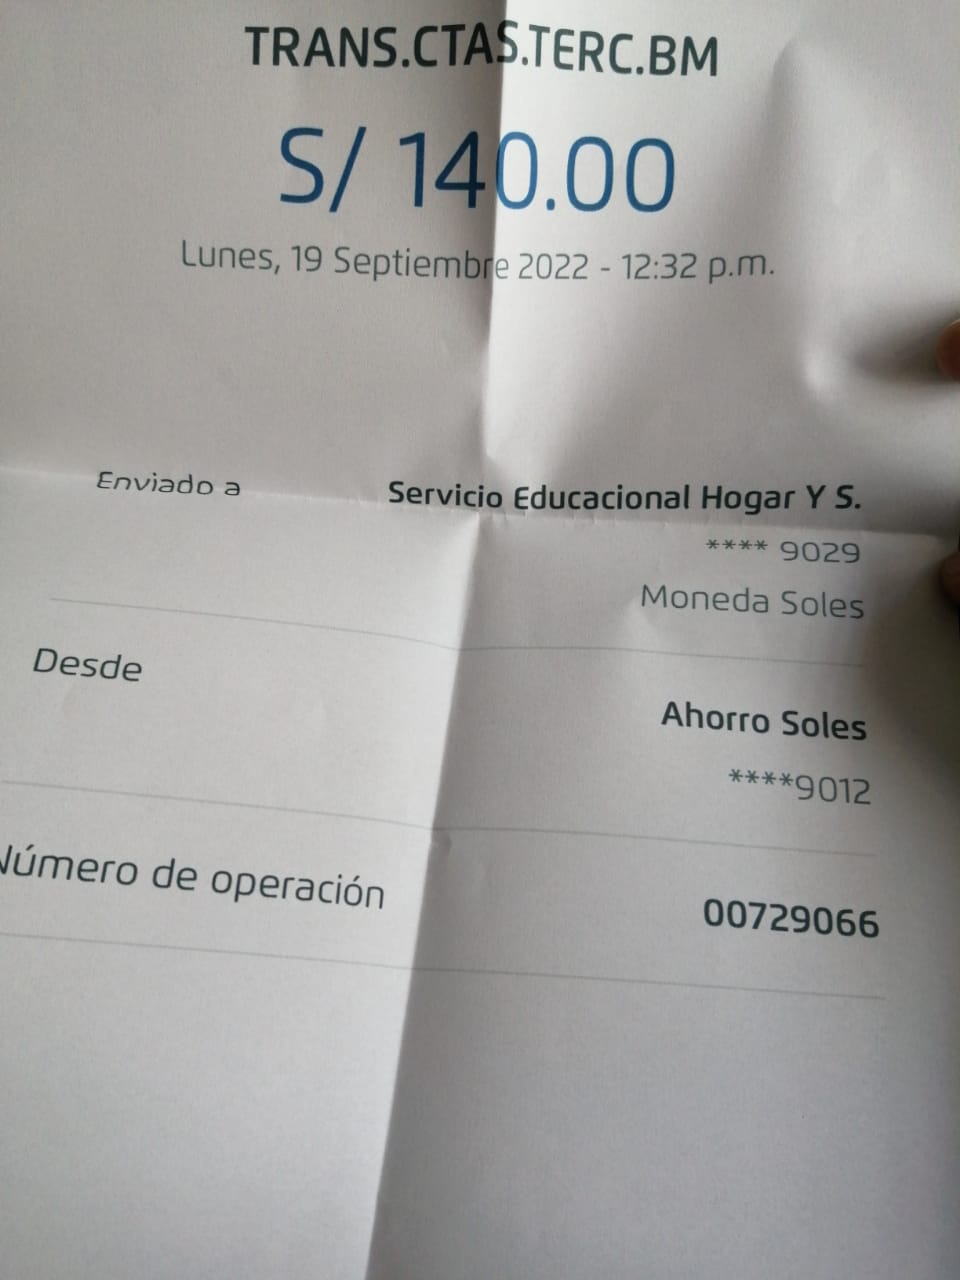 TRANS.CTAS.TERC.BM
S/ 140.00
Lunes, 19 Septiembre 2022 - 12:32 p.m.
Enviado a Servicio Educacional Hogar Y S.
**** 9029
Moneda Soles
Desde Ahorro Soles
****9012
Número de operación 00729066